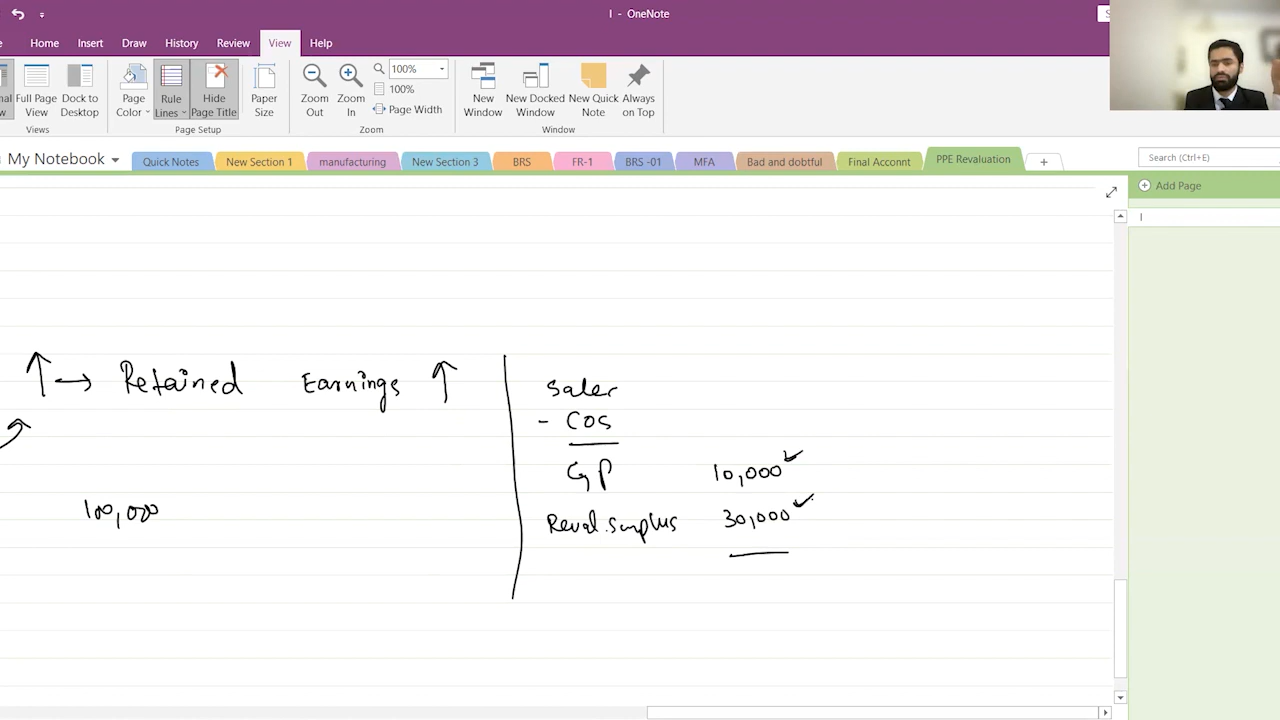 I - OneNote
Home Insert Draw History Review View Help
Full Page View
Dock to Desktop
Views
Page Color
Rule Lines
Hide Page Title
Paper Size
Page Setup
Zoom Out
Zoom In
100%
100%
Page Width
Zoom
New Window
New Docked Window
New Quick Note
Always on Top
Window
My Notebook
Quick Notes New Section 1 manufacturing New Section 3 BRS FR-1 BRS -01 MFA Bad and dobtful Final Acconnt PPE Revaluation +
Search (Ctrl+E)
Add Page
I
↑ → Retained Earnings ↑
100,000
Sales
- COS
GP 10,000 ✓
Reval. surplus 30,000 ✓